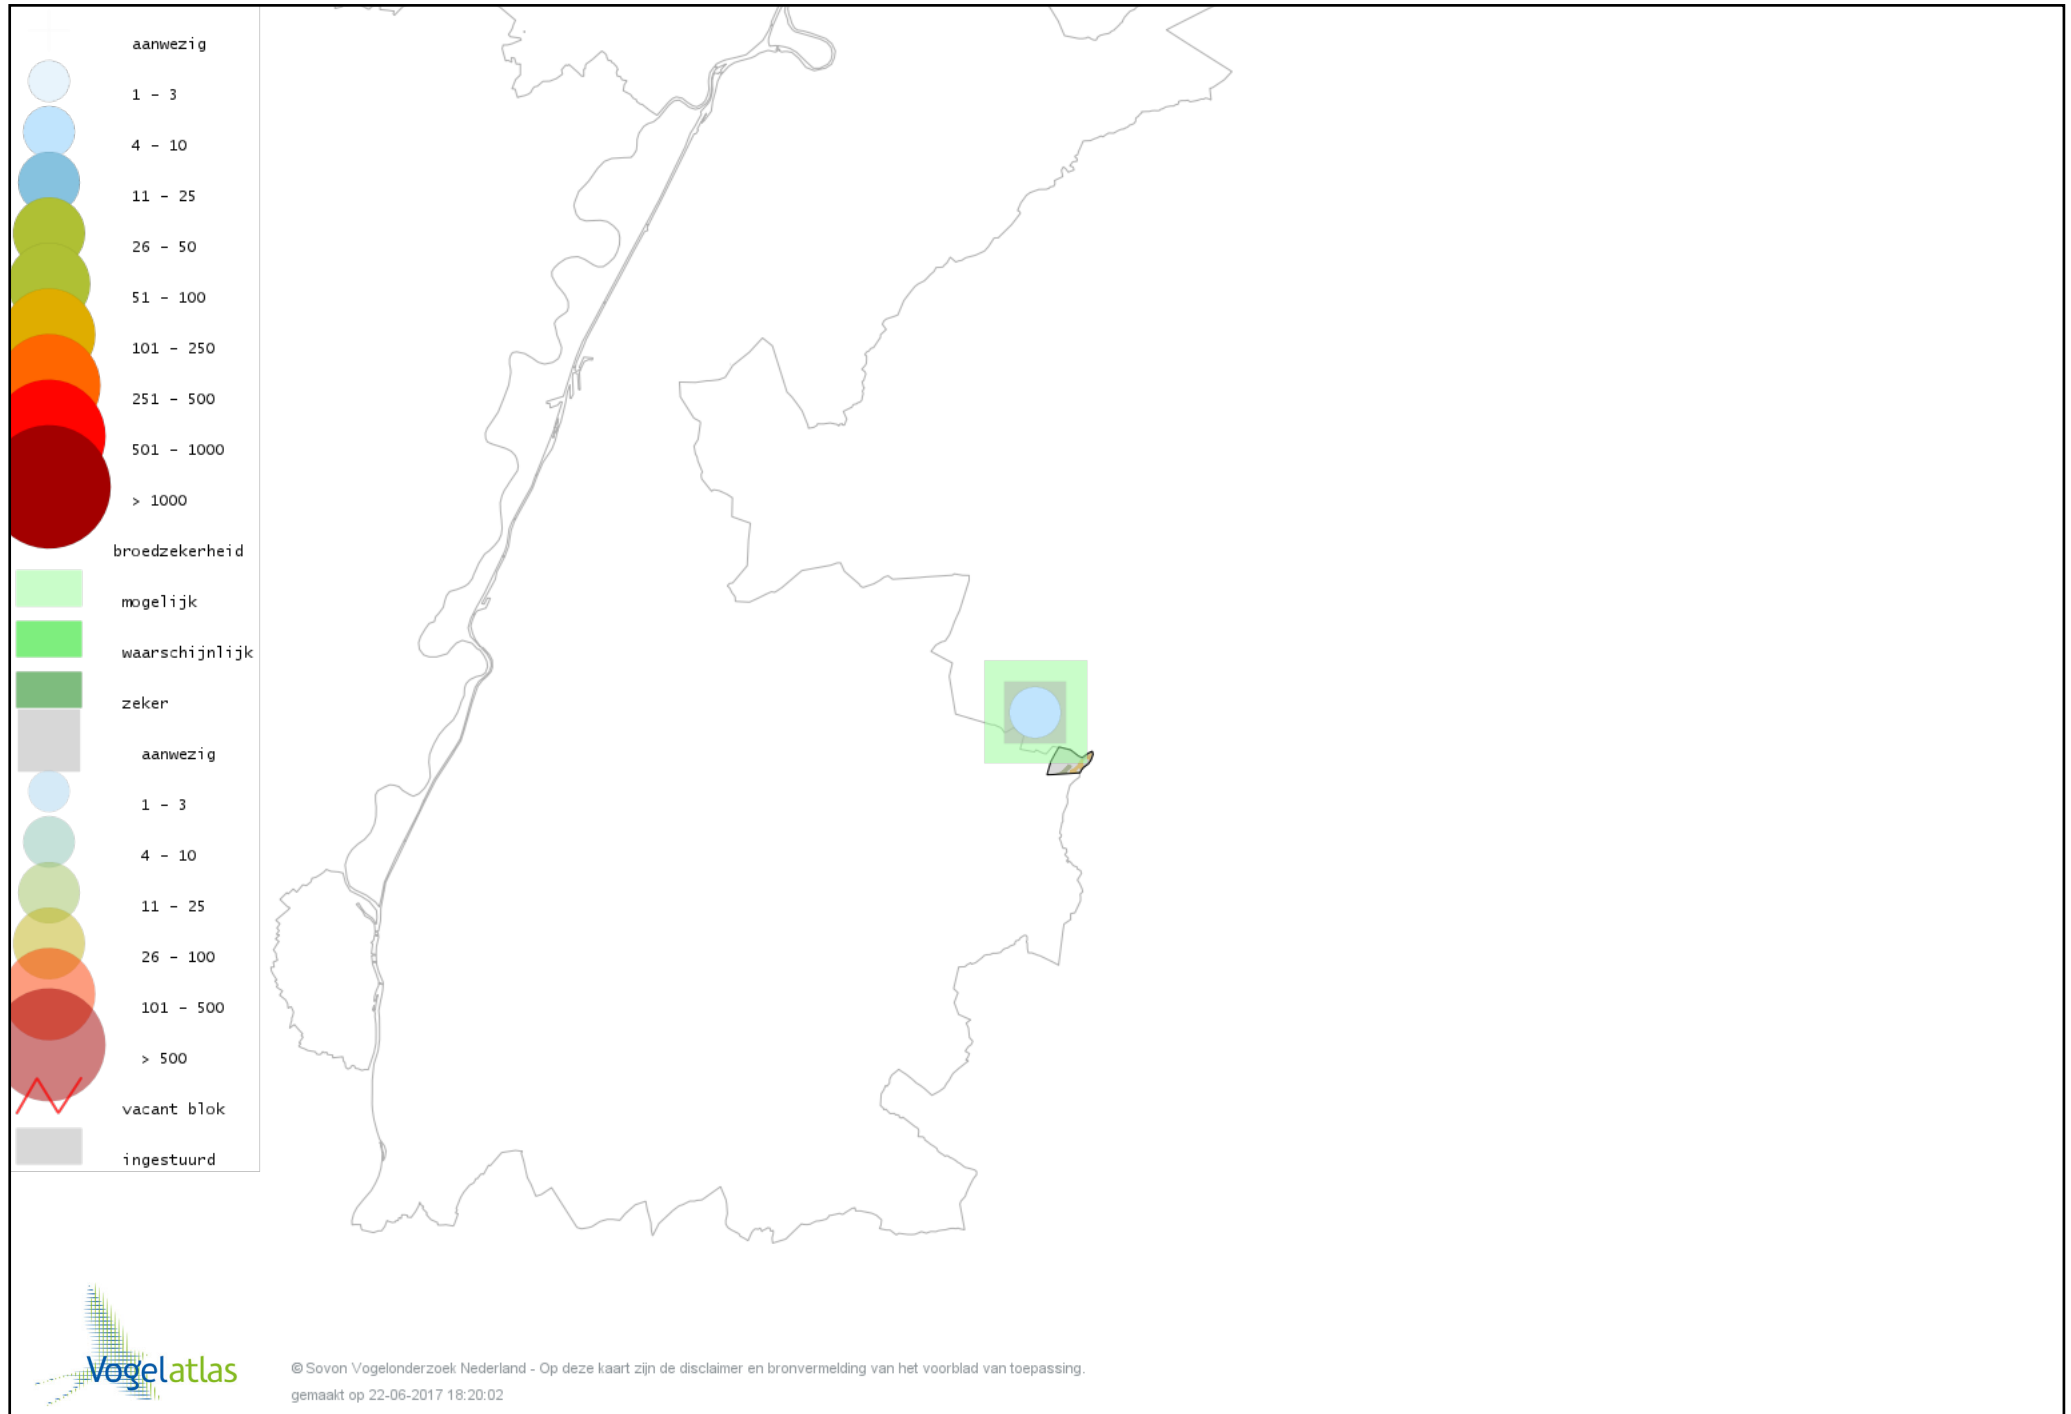 aanwezig
1 - 3
4 - 10
11 - 25
26 - 50
51 - 100
101 - 250
251 - 500
501 - 1000
> 1000
broedzekerheid
mogelijk
waarschijnlijk
zeker
aanwezig
1 - 3
4 - 10
11 - 25
26 - 100
101 - 500
> 500
vacant blok
ingestuurd
Vogelatlas
© Sovon Vogelonderzoek Nederland - Op deze kaart zijn de disclaimer en bronvermelding van het voorblad van toepassing.
gemaakt op 22-06-2017 18:20:02